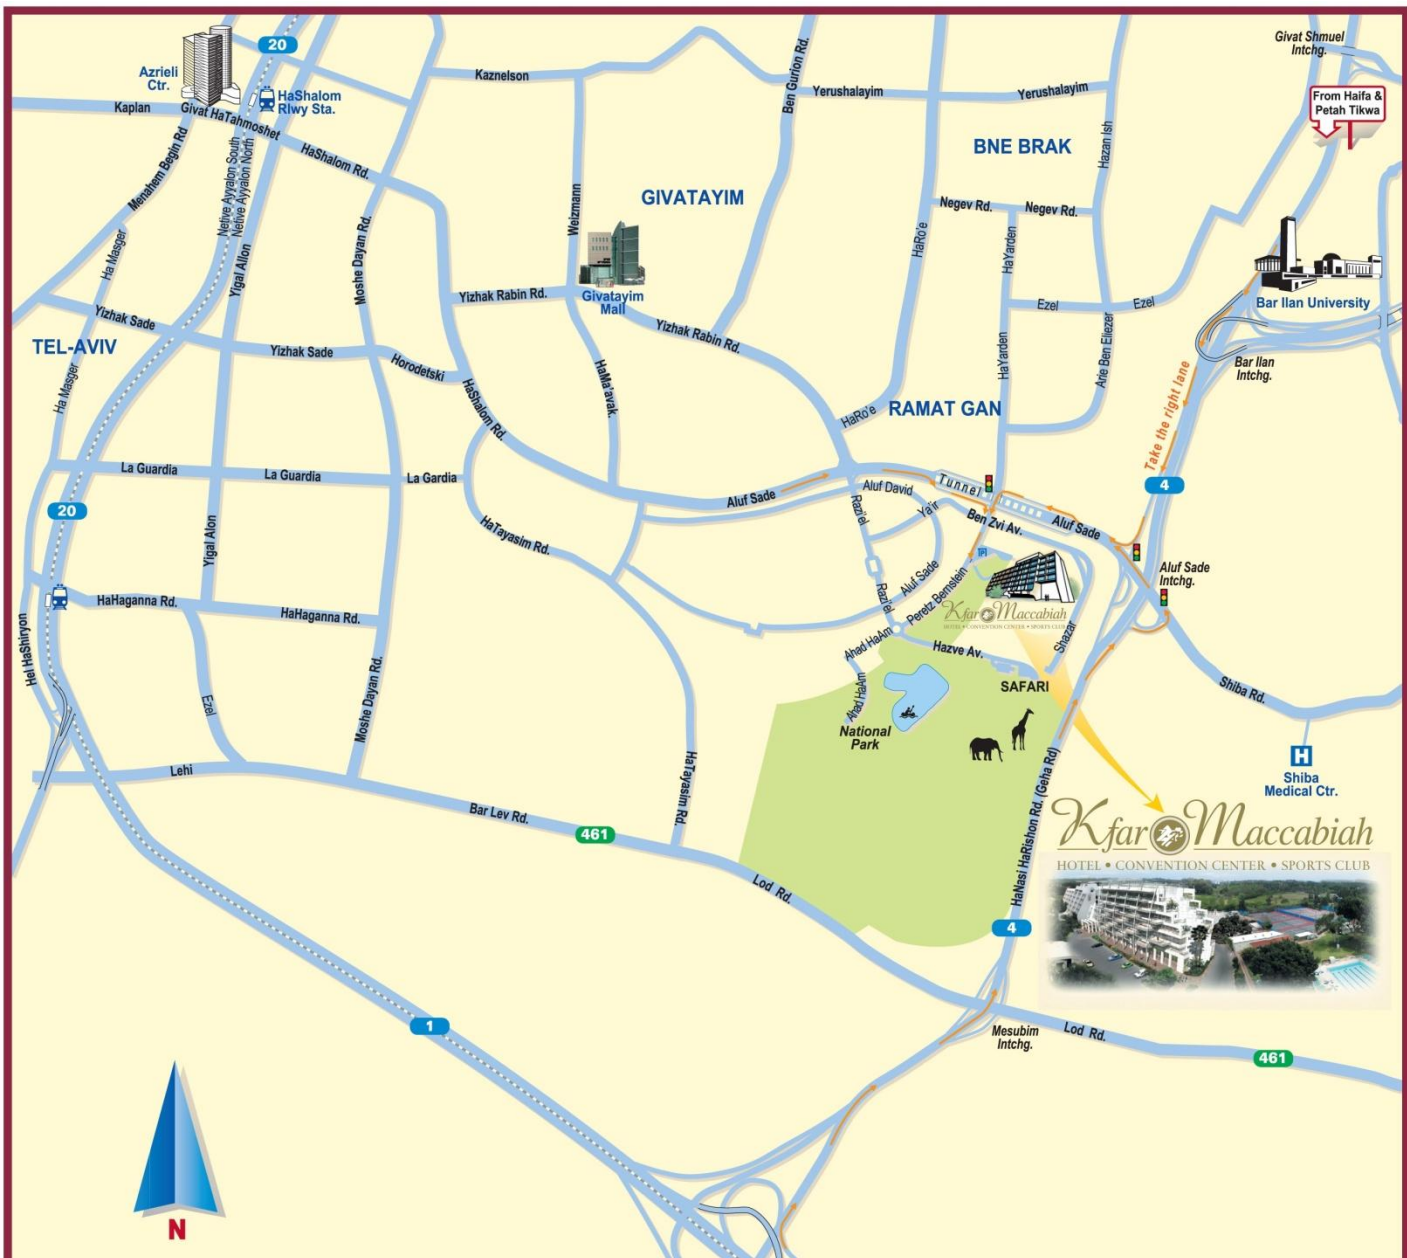 20
Azrieli
Ctr.
HaShalom
Rlwy Sta.
Kaplan
Givat HaTahmoshet
Menahem Begin Rd
Netive Ayyalon South
Netive Ayyalon North
HaShalom Rd.
Kaznelson
Ben Gurion Rd.
Yerushalayim
Yerushalayim
Givat Shmuel
Intchg.
From Haifa &
Petah Tikwa
BNE BRAK
Hazan Ish
GIVATAYIM
Weizmann
Negev Rd.
Negev Rd.
HaRo'e
HaYarden
Ha Masger
Yigal Allon
Moshe Dayan Rd.
Yizhak Rabin Rd.
Givatayim
Mall
Yizhak Rabin Rd.
Ezel
Ezel
Bar Ilan University
Bar Ilan
Intchg.
Yizhak Sade
TEL-AVIV
Yizhak Sade
Horodetski
HaMa'avak.
HaYarden
Arie Ben Eliezer
Ha Masger
HaShalom Rd.
HaRo'e
RAMAT GAN
Take the right lane
4
La Guardia
La Guardia
La Gardia
Aluf Sade
Aluf David
Tunnel
20
Yigal Alon
HaTayasim Rd.
Razi'el
Ya'ir
Ben Zvi Av.
Aluf Sade
Aluf Sade
Intchg.
P
HaHaganna Rd.
HaHaganna Rd.
Razi'el
Aluf Sade
Peretz Bernstein
Kfar Maccabiah
HOTEL • CONVENTION CENTER • SPORTS CLUB
Shazar
Hel HaShiryon
Ezel
Moshe Dayan Rd.
Ahad HaAm
Hazve Av.
SAFARI
Ahad HaAm
National
Park
Shiba Rd.
H
Shiba
Medical Ctr.
Lehi
Bar Lev Rd.
461
HaTayasim Rd.
HaNasi HaRishon Rd. (Geha Rd)
Kfar Maccabiah
HOTEL • CONVENTION CENTER • SPORTS CLUB
Lod Rd.
4
1
Mesubim
Intchg.
Lod Rd.
461
N